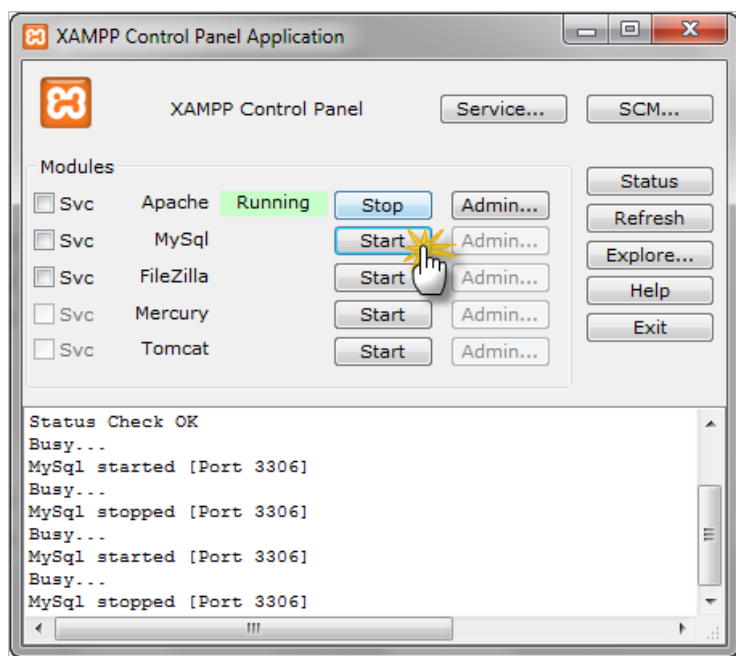 XAMPP Control Panel Application
XAMPP Control Panel Service... SCM...
Modules
Svc Apache Running Stop Admin... Status
Svc MySql Start Admin... Refresh
Svc FileZilla Start Admin... Explore...
Svc Mercury Start Admin... Help
Svc Tomcat Start Admin... Exit
Status Check OK
Busy...
MySql started [Port 3306]
Busy...
MySql stopped [Port 3306]
Busy...
MySql started [Port 3306]
Busy...
MySql stopped [Port 3306]